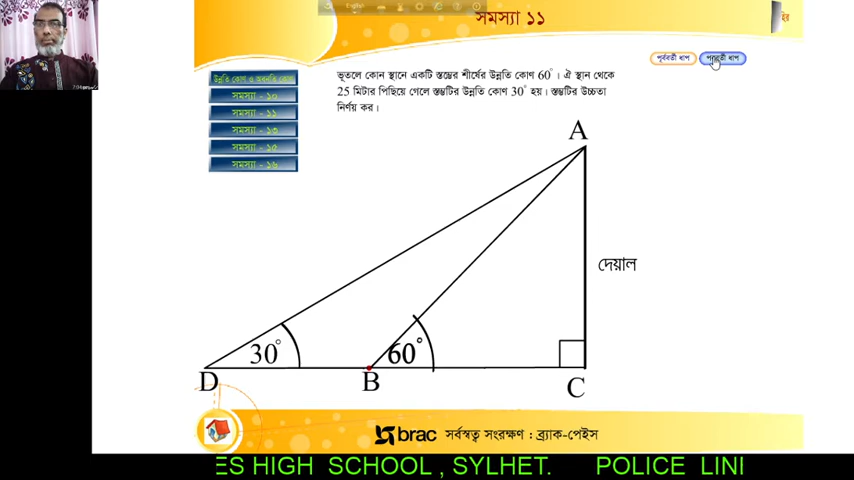 English
সমস্যা ১১
পূর্ববর্তী ধাপ
পরবর্তী ধাপ
উন্নতি কোণ ও অবনতি কোণ
সমস্যা - ১০
সমস্যা - ১১
সমস্যা - ১৩
সমস্যা - ১৫
সমস্যা - ১৬
ভূতলে কোন স্থানে একটি স্তম্ভের শীর্ষের উন্নতি কোণ 60° । ঐ স্থান থেকে
25 মিটার পিছিয়ে গেলে স্তম্ভটির উন্নতি কোণ 30° হয়। স্তম্ভটির উচ্চতা
নির্ণয় কর।
A
দেয়াল
30°
60°
D
B
C
brac সর্বস্বত্ব সংরক্ষণ : ব্র্যাক-পেইস
ES HIGH SCHOOL , SYLHET. POLICE LINI